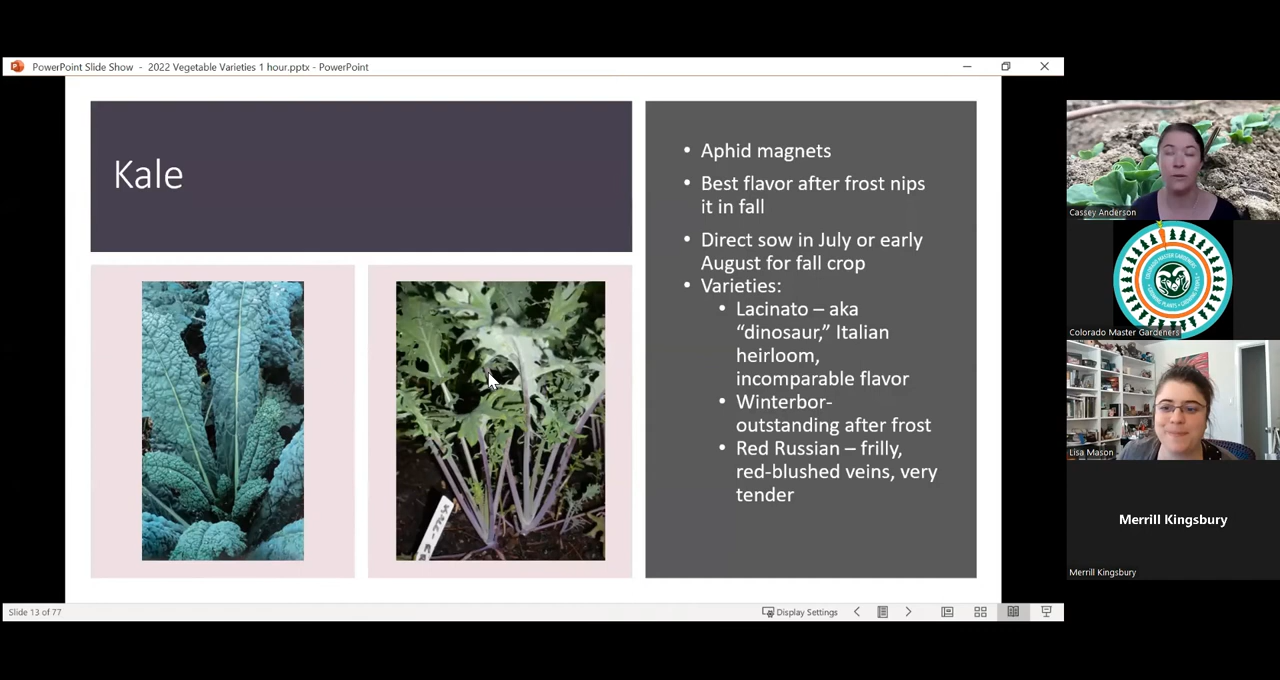 PowerPoint Slide Show - 2022 Vegetable Varieties 1 hour.pptx - PowerPoint
Kale
• Aphid magnets
• Best flavor after frost nips
it in fall
• Direct sow in July or early
August for fall crop
• Varieties:
• Lacinato – aka
“dinosaur,” Italian
heirloom,
incomparable flavor
• Winterbor-
outstanding after frost
• Red Russian – frilly,
red-blushed veins, very
tender
Cassey Anderson
Colorado Master Gardeners
Lisa Mason
Merrill Kingsbury
Merrill Kingsbury
Slide 13 of 77
Display Settings